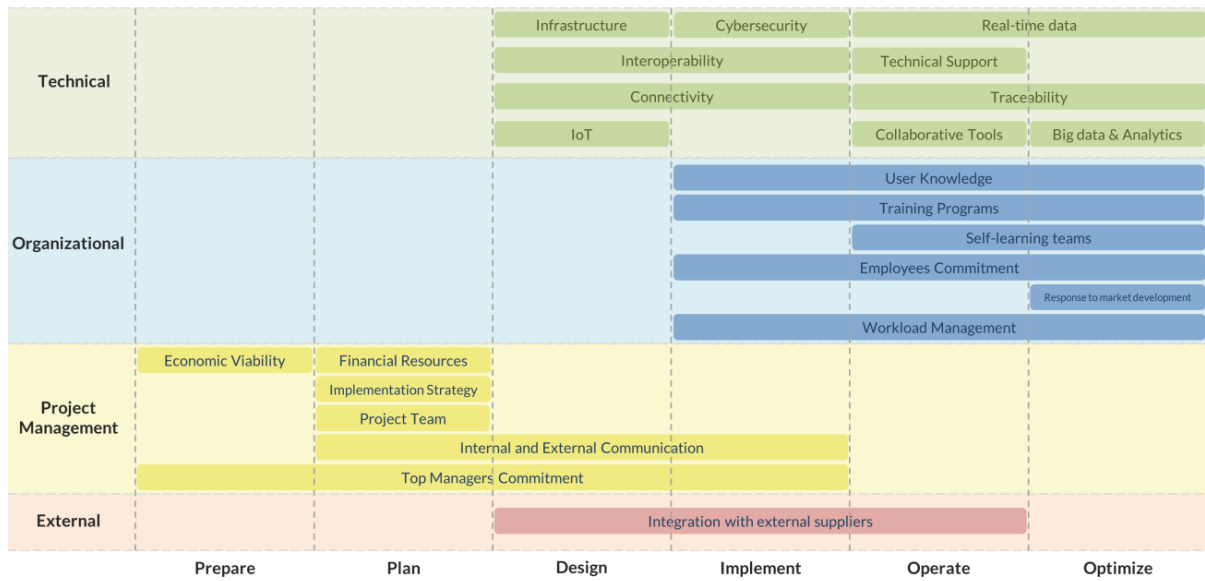 Infrastructure
Cybersecurity
Real-time data
Interoperability
Technical Support
Technical
Connectivity
Traceability
IoT
Collaborative Tools
Big data & Analytics
User Knowledge
Training Programs
Self-learning teams
Organizational
Employees Commitment
Response to market development
Workload Management
Economic Viability
Financial Resources
Implementation Strategy
Project
Management
Project Team
Internal and External Communication
Top Managers Commitment
External
Integration with external suppliers
Prepare
Plan
Design
Implement
Operate
Optimize